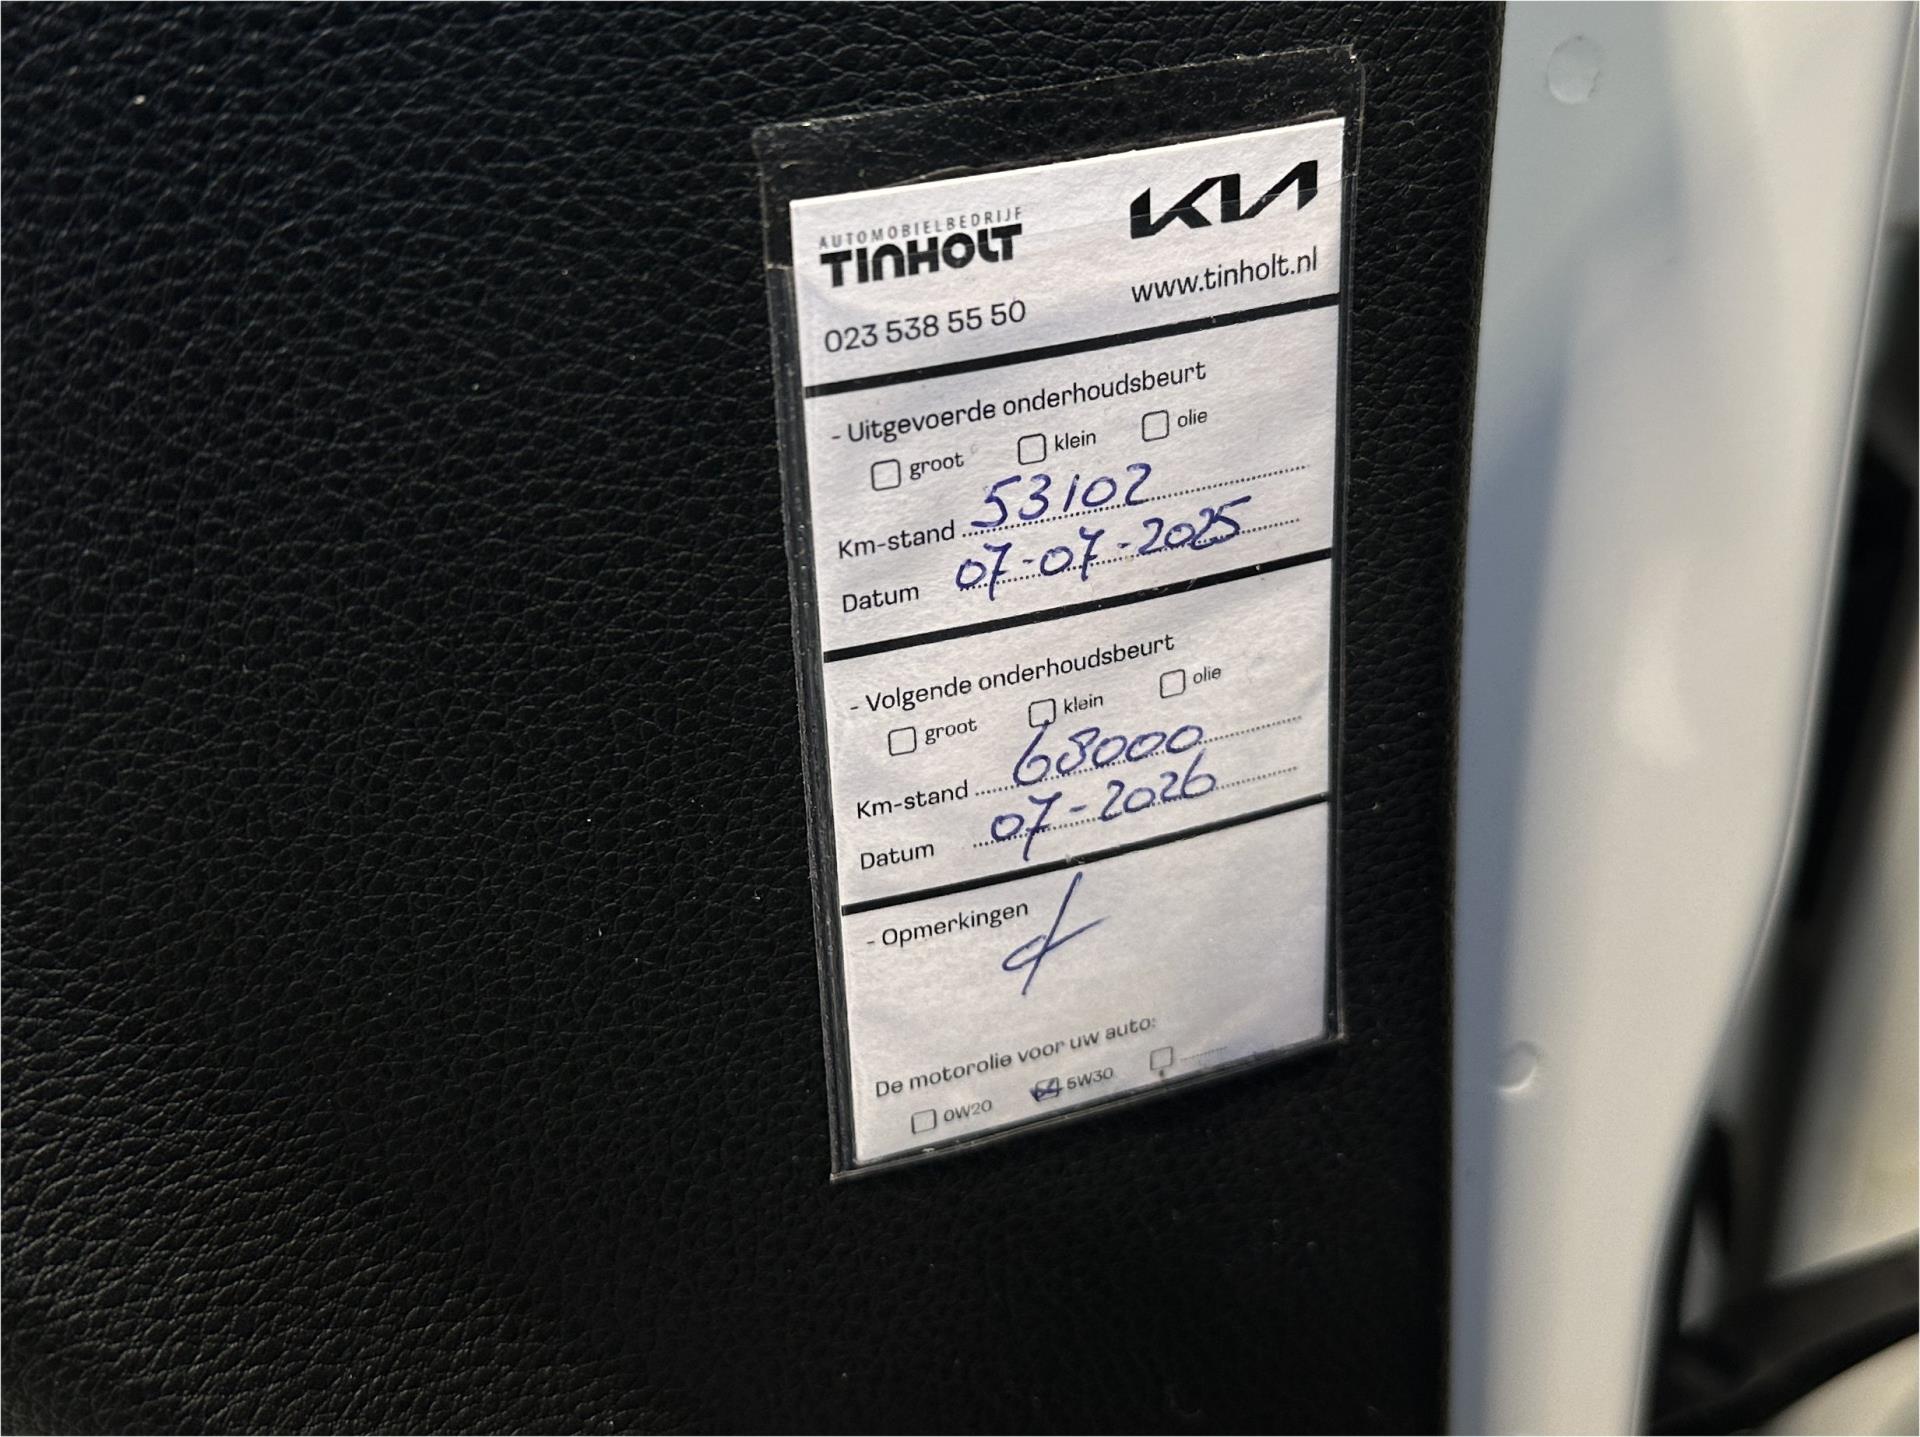 AUTOMOBIELBEDRIJF
TINHOLT
KIA
023 538 55 50
www.tinholt.nl
- Uitgevoerde onderhoudsbeurt
groot klein olie
Km-stand 53102
Datum 07-07-2025
- Volgende onderhoudsbeurt
groot klein olie
Km-stand 68000
Datum 07-2026
- Opmerkingen
De motorolie voor uw auto:
0W20 5W30